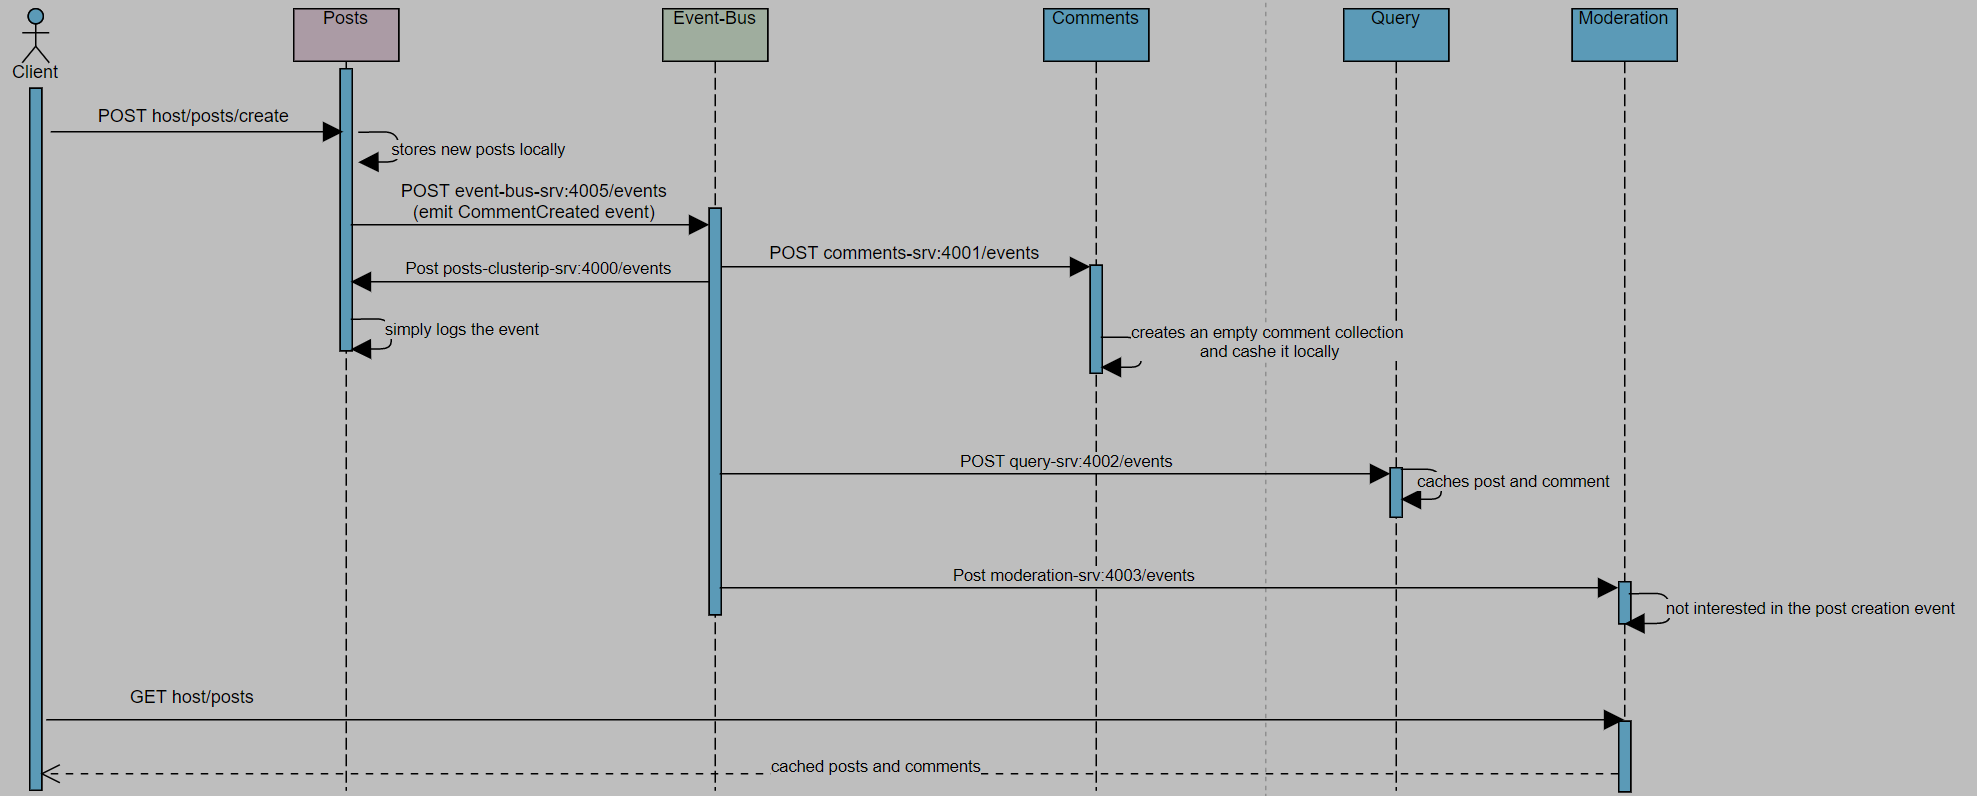 Posts
Event-Bus
Comments
Query
Moderation
Client
POST host/posts/create
stores new posts locally
POST event-bus-srv:4005/events
(emit CommentCreated event)
POST comments-srv:4001/events
Post posts-clusterip-srv:4000/events
simply logs the event
creates an empty comment collection
and cashe it locally
POST query-srv:4002/events
caches post and comment
Post moderation-srv:4003/events
not interested in the post creation event
GET host/posts
cached posts and comments